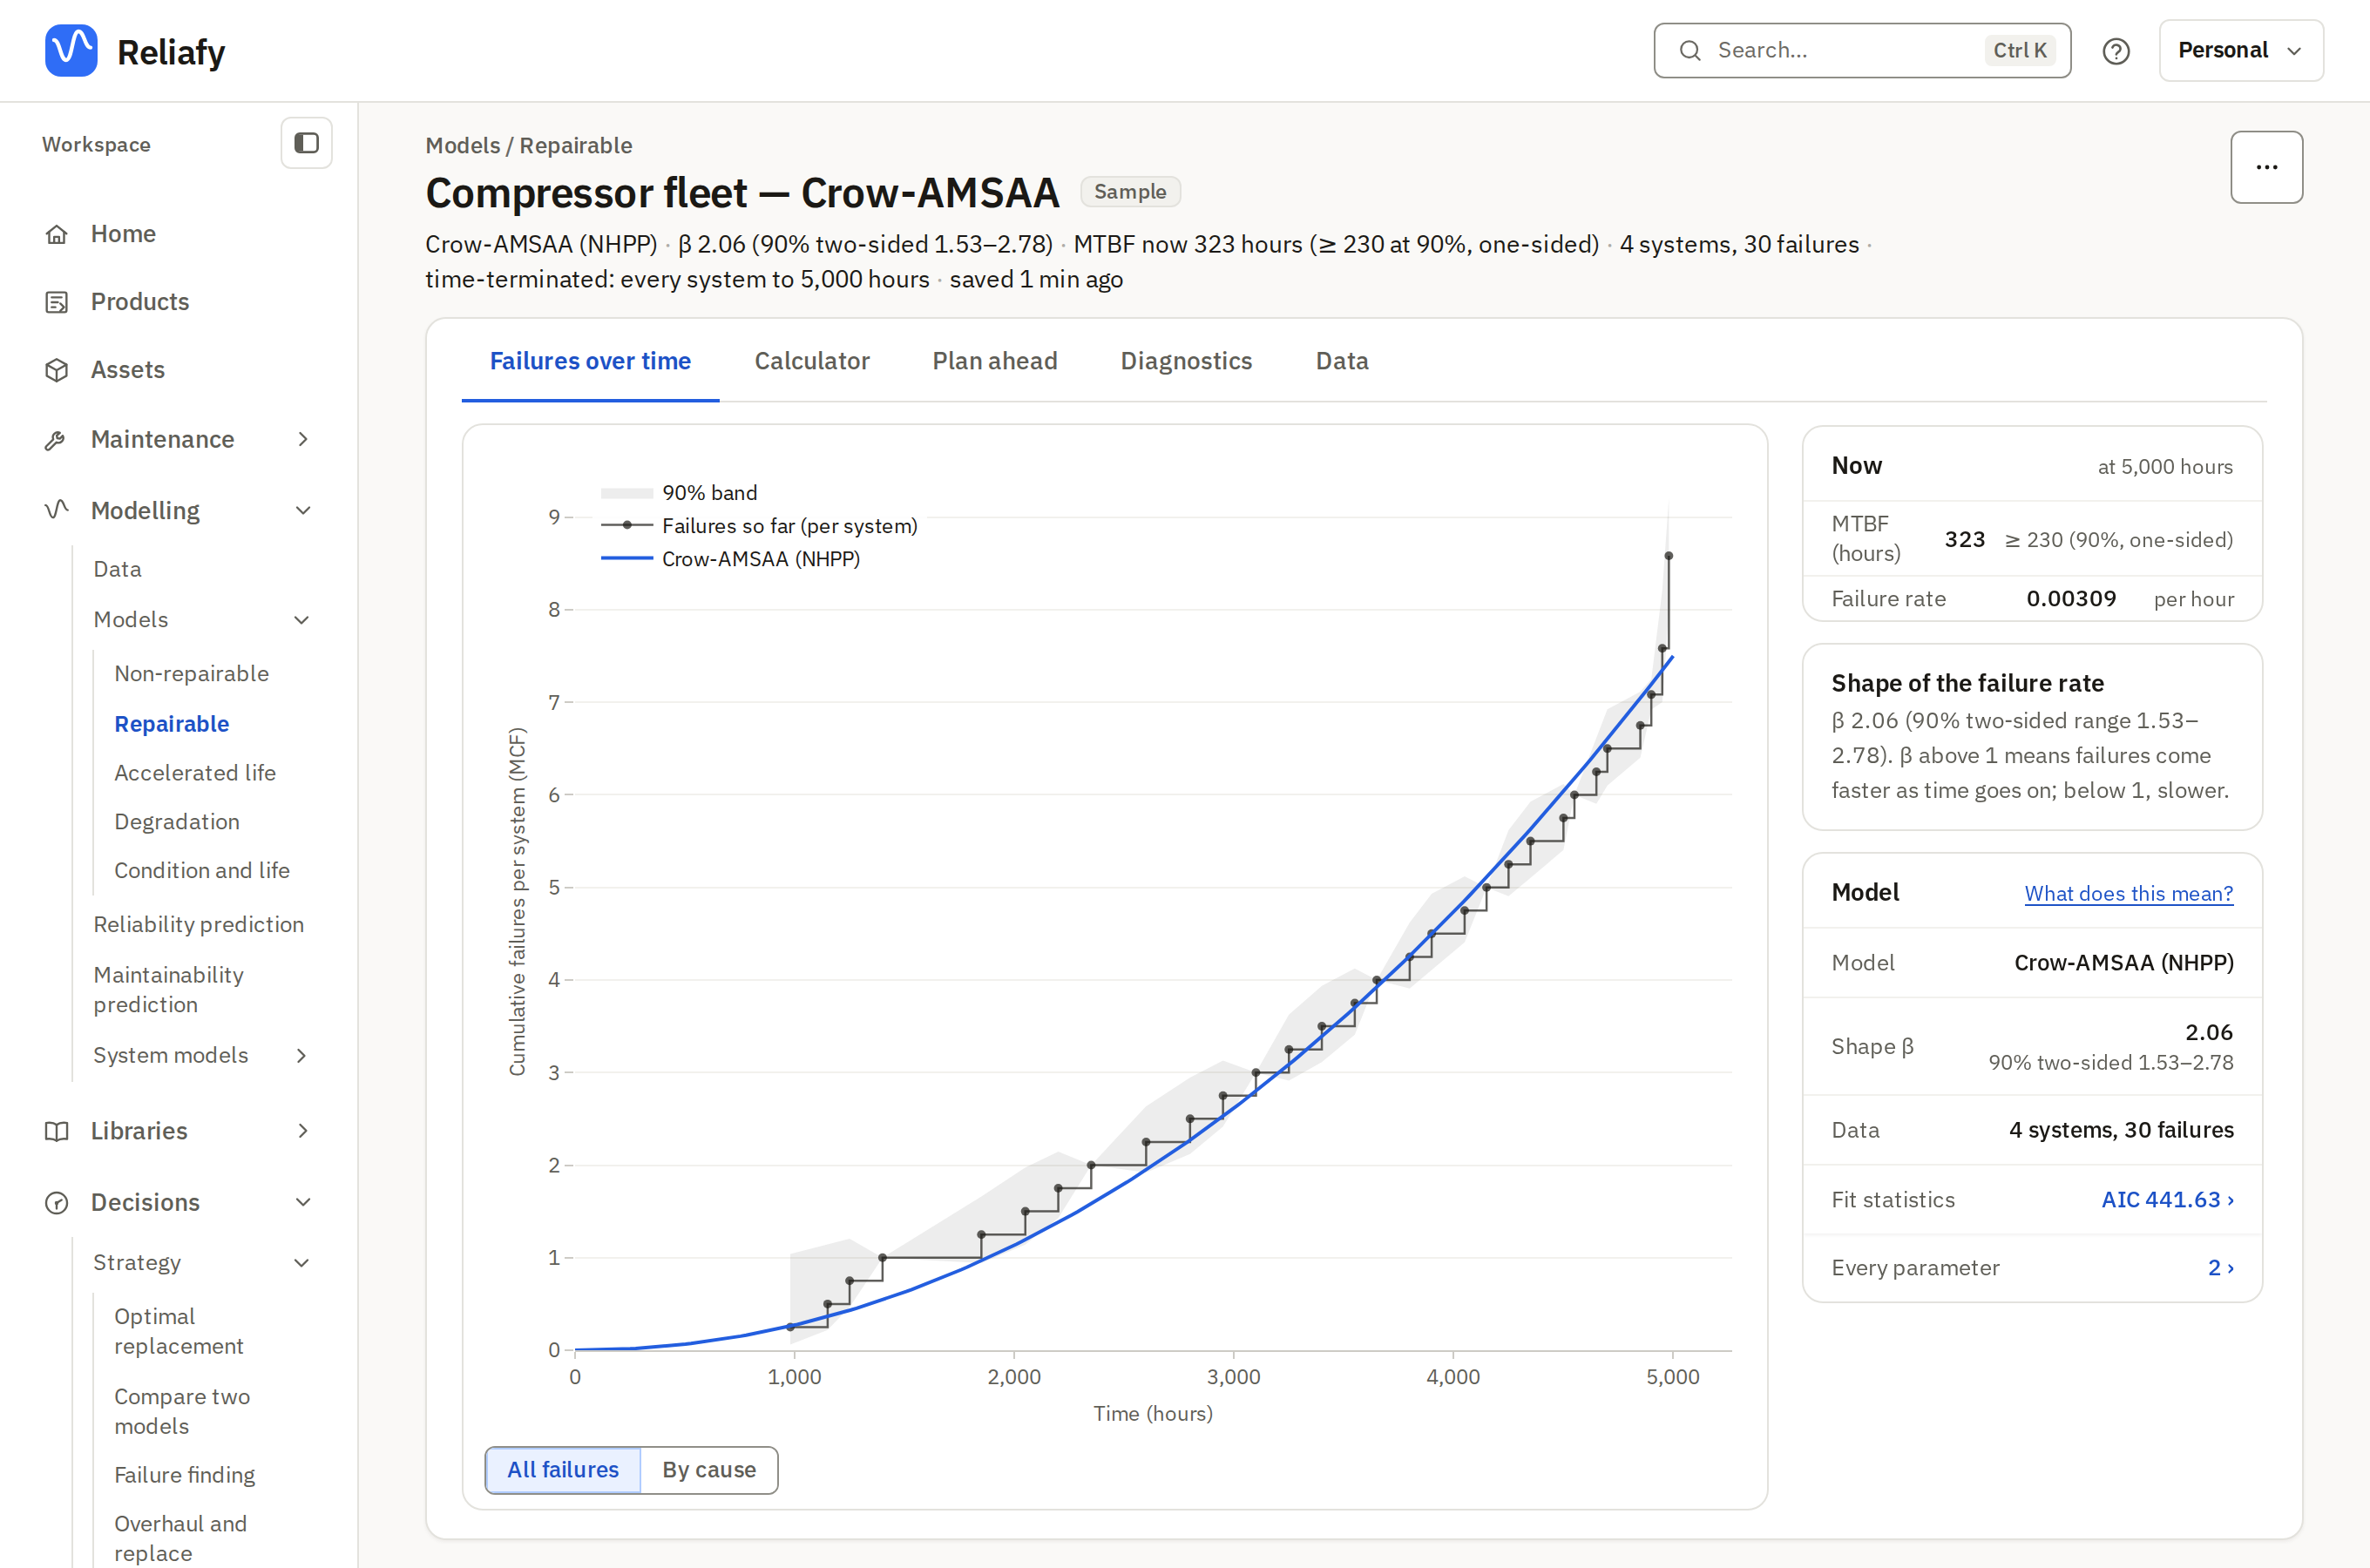 Reliafy
Search...
Ctrl K
Personal
Workspace
Home
Products
Assets
Maintenance
Modelling
Data
Models
Non-repairable
Repairable
Accelerated life
Degradation
Condition and life
Reliability prediction
Maintainability
prediction
System models
Libraries
Decisions
Strategy
Optimal
replacement
Compare two
models
Failure finding
Overhaul and
replace
Models / Repairable
Compressor fleet — Crow-AMSAA
Sample
Crow-AMSAA (NHPP) · β 2.06 (90% two-sided 1.53–2.78) · MTBF now 323 hours (≥ 230 at 90%, one-sided) · 4 systems, 30 failures ·
time-terminated: every system to 5,000 hours · saved 1 min ago
Failures over time
Calculator
Plan ahead
Diagnostics
Data
90% band
Failures so far (per system)
Crow-AMSAA (NHPP)
Cumulative failures per system (MCF)
9
8
7
6
5
4
3
2
1
0
0
1,000
2,000
3,000
4,000
5,000
Time (hours)
All failures
By cause
Now
at 5,000 hours
MTBF
(hours)
323
≥ 230 (90%, one-sided)
Failure rate
0.00309
per hour
Shape of the failure rate
β 2.06 (90% two-sided range 1.53–
2.78). β above 1 means failures come
faster as time goes on; below 1, slower.
Model
What does this mean?
Model
Crow-AMSAA (NHPP)
Shape β
2.06
90% two-sided 1.53–2.78
Data
4 systems, 30 failures
Fit statistics
AIC 441.63 ›
Every parameter
2 ›